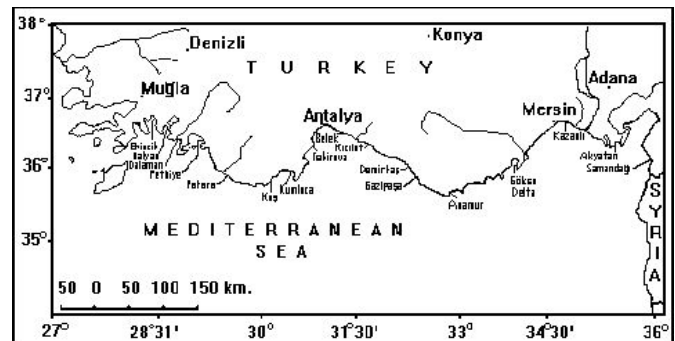 38°
Denizli
Konya
T U R K E Y
Adana
37°
Muğla
Antalya
Mersin
Belek
Kızılot
Tekirova
Kazanlı
Ekincik
Dalyan
Dalaman
Fethiye
Patara
Kumluca
Kaş
Demirtaş
Gazipaşa
Anamur
Göksu
Delta
Akyatan
Samandağı
36°
35°
M E D I T E R R A N E A N
S E A
S Y R I A
50 0 50 100 150 km.
27° 28°31' 30° 31°30' 33° 34°30' 36°